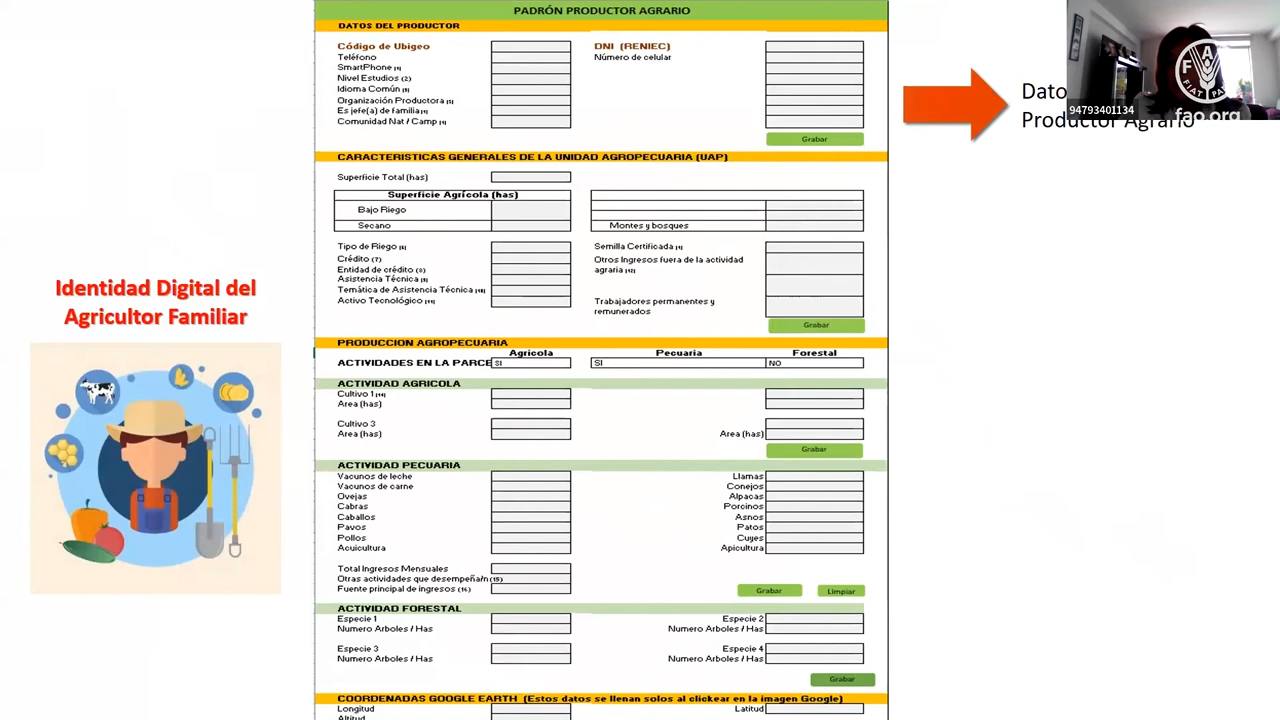 PADRÓN PRODUCTOR AGRARIO
DATOS DEL PRODUCTOR
Código de Ubigeo
DNI (RENIEC)
Teléfono
Número de celular
SmartPhone
Nivel Estudios (2)
Idioma Común
Organización Productora
Es jefe(a) de familia
Comunidad Nat / Camp
Grabar
CARACTERISTICAS GENERALES DE LA UNIDAD AGROPECUARIA (UAP)
Superficie Total (has)
Superficie Agrícola (has)
Bajo Riego
Secano
Montes y bosques
Tipo de Riego
Semilla Certificada
Crédito (7)
Otros Ingresos fuera de la actividad
agraria (12)
Entidad de crédito
Asistencia Técnica
Temática de Asistencia Técnica (10)
Activo Tecnológico (11)
Trabajadores permanentes y
remunerados
Grabar
PRODUCCION AGROPECUARIA
Agricola Pecuaria Forestal
ACTIVIDADES EN LA PARCE SI SI NO
ACTIVIDAD AGRICOLA
Cultivo 1 (14)
Area (has)
Cultivo 3
Area (has) Area (has)
Grabar
ACTIVIDAD PECUARIA
Vacunos de leche Llamas
Vacunos de carne Conejos
Ovejas Alpacas
Cabras Porcinos
Caballos Asnos
Pavos Patos
Pollos Cuyes
Acuicultura Apicultura
Total Ingresos Mensuales
Otras actividades que desempeña/n (15)
Fuente principal de ingresos (16)
Grabar Limpiar
ACTIVIDAD FORESTAL
Especie 1 Especie 2
Numero Arboles / Has Numero Arboles / Has
Especie 3 Especie 4
Numero Arboles / Has Numero Arboles / Has
Grabar
COORDENADAS GOOGLE EARTH (Estos datos se llenan solos al clickear en la imagen Google)
Longitud Latitud
Altitud
Identidad Digital del
Agricultor Familiar
Dato
Productor Agrario
94793401134
F A
FIAT PA
fao.org